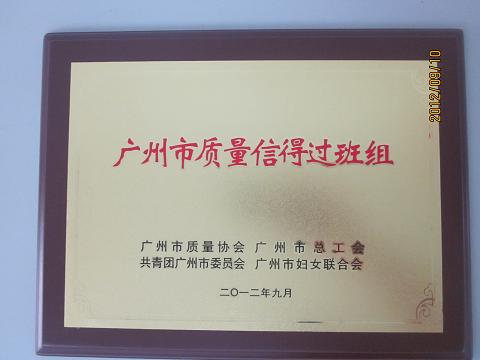 广州市质量信得过班组
广州市质量协会 广州市总工会
共青团广州市委员会 广州市妇女联合会
二〇一二年九月
2012/09/10